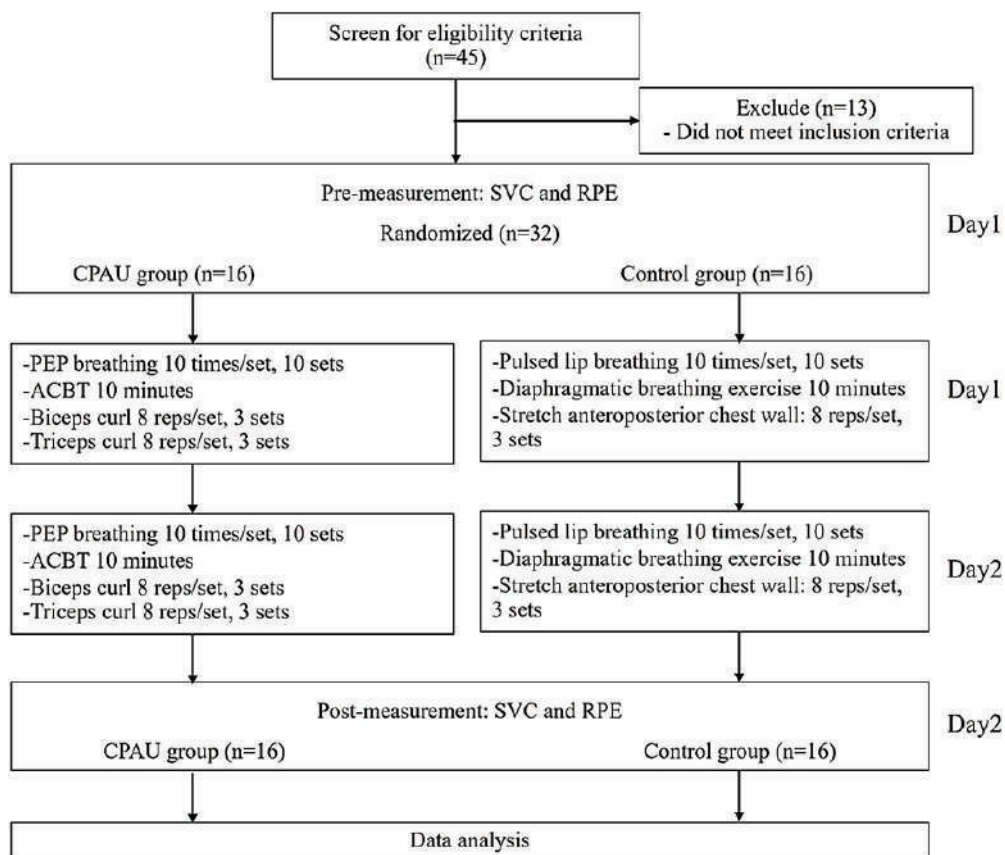 Screen for eligibility criteria
(n=45)
Exclude (n=13)
- Did not meet inclusion criteria
Pre-measurement: SVC and RPE
Randomized (n=32)
CPAU group (n=16)
Control group (n=16)
Day1
-PEP breathing 10 times/set, 10 sets
-ACBT 10 minutes
-Biceps curl 8 reps/set, 3 sets
-Triceps curl 8 reps/set, 3 sets
-Pulsed lip breathing 10 times/set, 10 sets
-Diaphragmatic breathing exercise 10 minutes
-Stretch anteroposterior chest wall: 8 reps/set,
3 sets
Day1
-PEP breathing 10 times/set, 10 sets
-ACBT 10 minutes
-Biceps curl 8 reps/set, 3 sets
-Triceps curl 8 reps/set, 3 sets
-Pulsed lip breathing 10 times/set, 10 sets
-Diaphragmatic breathing exercise 10 minutes
-Stretch anteroposterior chest wall: 8 reps/set,
3 sets
Day2
Post-measurement: SVC and RPE
CPAU group (n=16)
Control group (n=16)
Day2
Data analysis